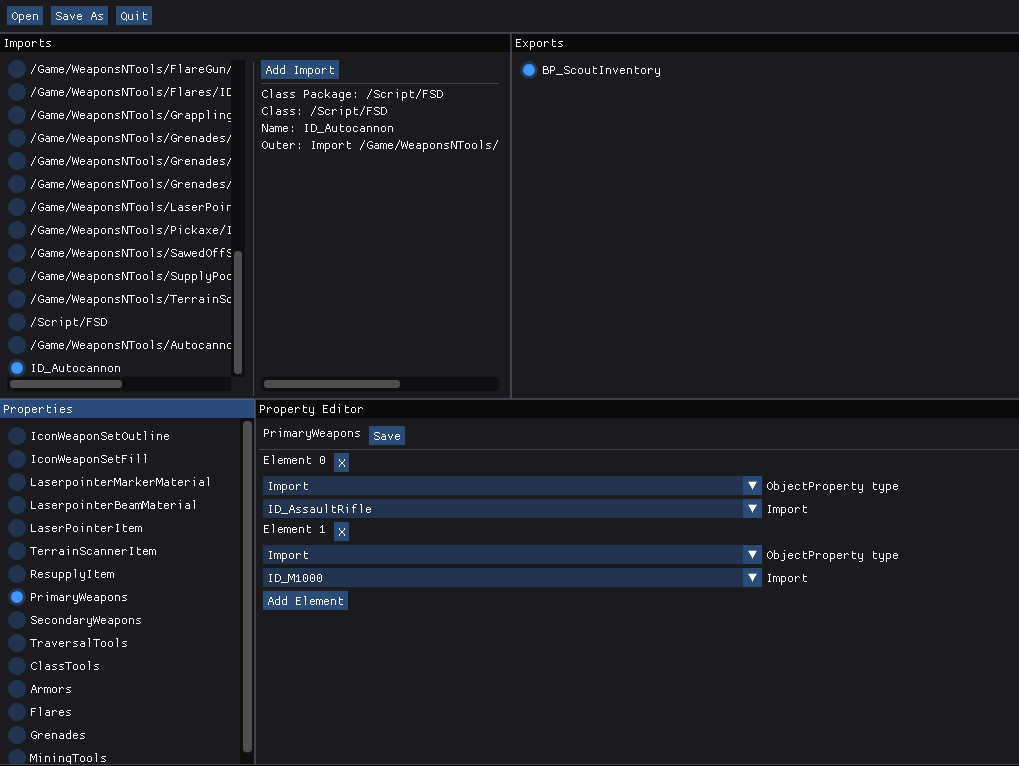 Open Save As Quit
Imports
/Game/WeaponsNTools/FlareGun/
/Game/WeaponsNTools/Flares/ID
/Game/WeaponsNTools/Grappling
/Game/WeaponsNTools/Grenades/
/Game/WeaponsNTools/Grenades/
/Game/WeaponsNTools/Grenades/
/Game/WeaponsNTools/LaserPoin
/Game/WeaponsNTools/Pickaxe/I
/Game/WeaponsNTools/SawedOffS
/Game/WeaponsNTools/SupplyPod
/Game/WeaponsNTools/TerrainSc
/Script/FSD
/Game/WeaponsNTools/Autocanno
ID_Autocannon
Add Import
Class Package: /Script/FSD
Class: /Script/FSD
Name: ID_Autocannon
Outer: Import /Game/WeaponsNTools/
Exports
BP_ScoutInventory
Properties
IconWeaponSetOutline
IconWeaponSetFill
LaserpointerMarkerMaterial
LaserpointerBeamMaterial
LaserPointerItem
TerrainScannerItem
ResupplyItem
PrimaryWeapons
SecondaryWeapons
TraversalTools
ClassTools
Armors
Flares
Grenades
MiningTools
Property Editor
PrimaryWeapons Save
Element 0 X
Import ▼ ObjectProperty type
ID_AssaultRifle ▼ Import
Element 1 X
Import ▼ ObjectProperty type
ID_M1000 ▼ Import
Add Element